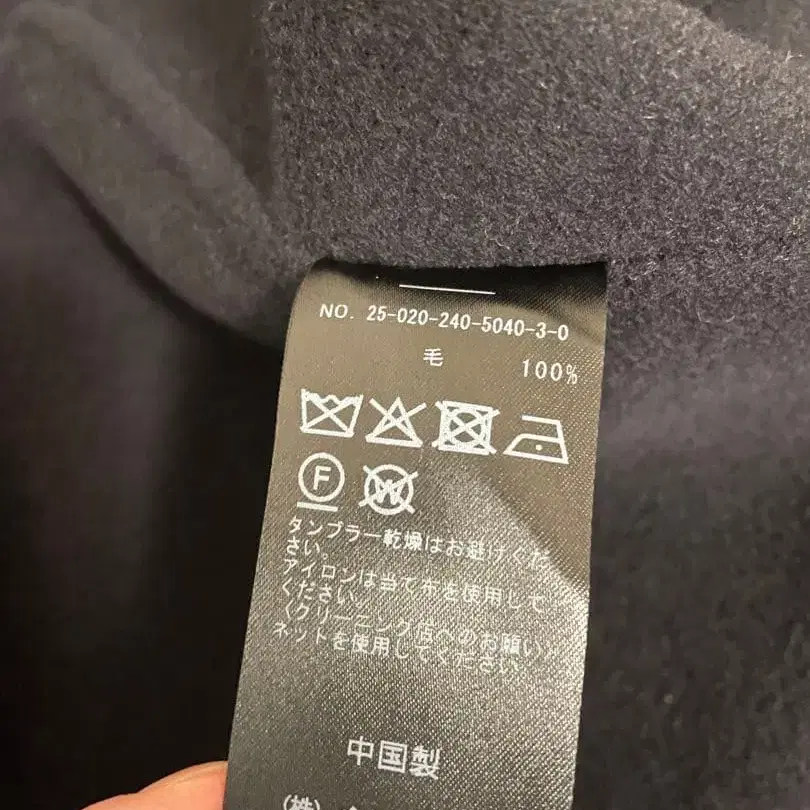 NO. 25-020-240-5040-3-0
毛 100%
F
W
タンブラー乾燥はお避けくだ
さい。
アイロンは当て布を使用して
ください。
〈クリーニング店へのお願い〉
ネットを使用してください。
中国製
(株)